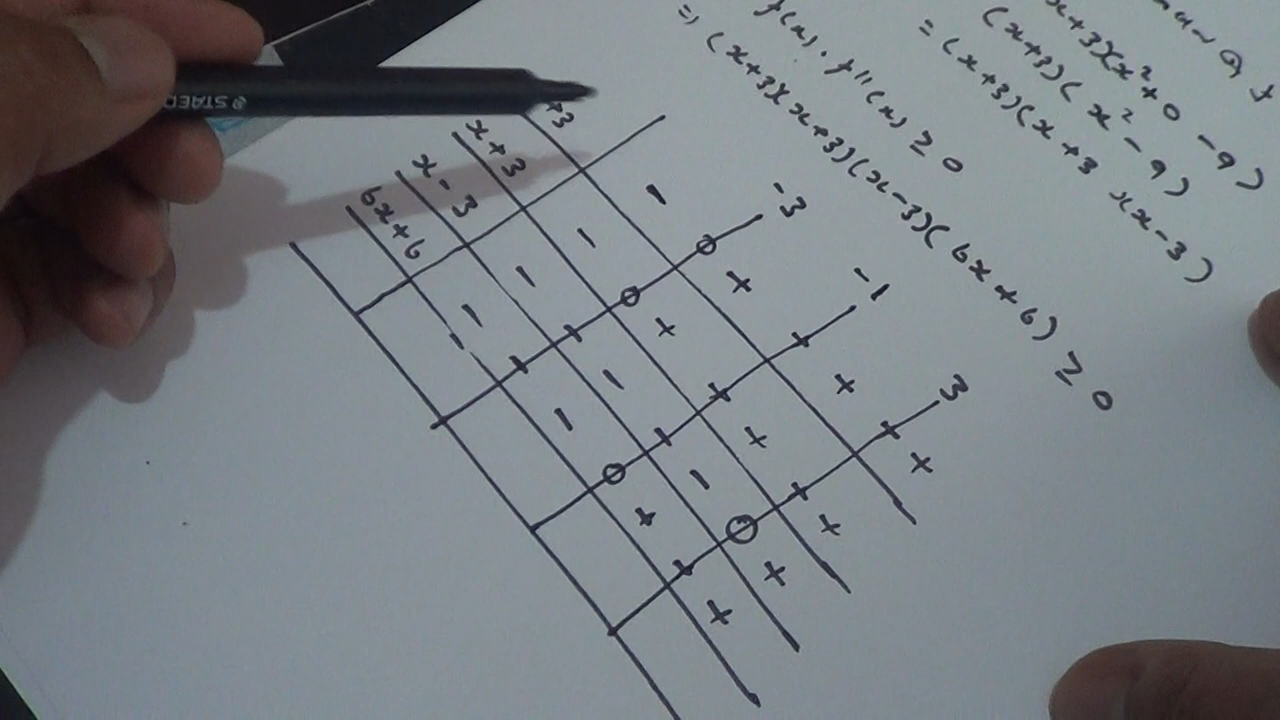 (x+3)(x²+0 -9)
(x+3)(x² -9)
= (x+3)(x+3)(x-3)
f(x) . f''(x) ≥ 0
=> (x+3)(x+3)(x-3)(6x+6) ≥ 0
-3 -1 3
+3 - + + +
x+3 - + + +
x-3 - - - +
6x+6 - - + +
STAED